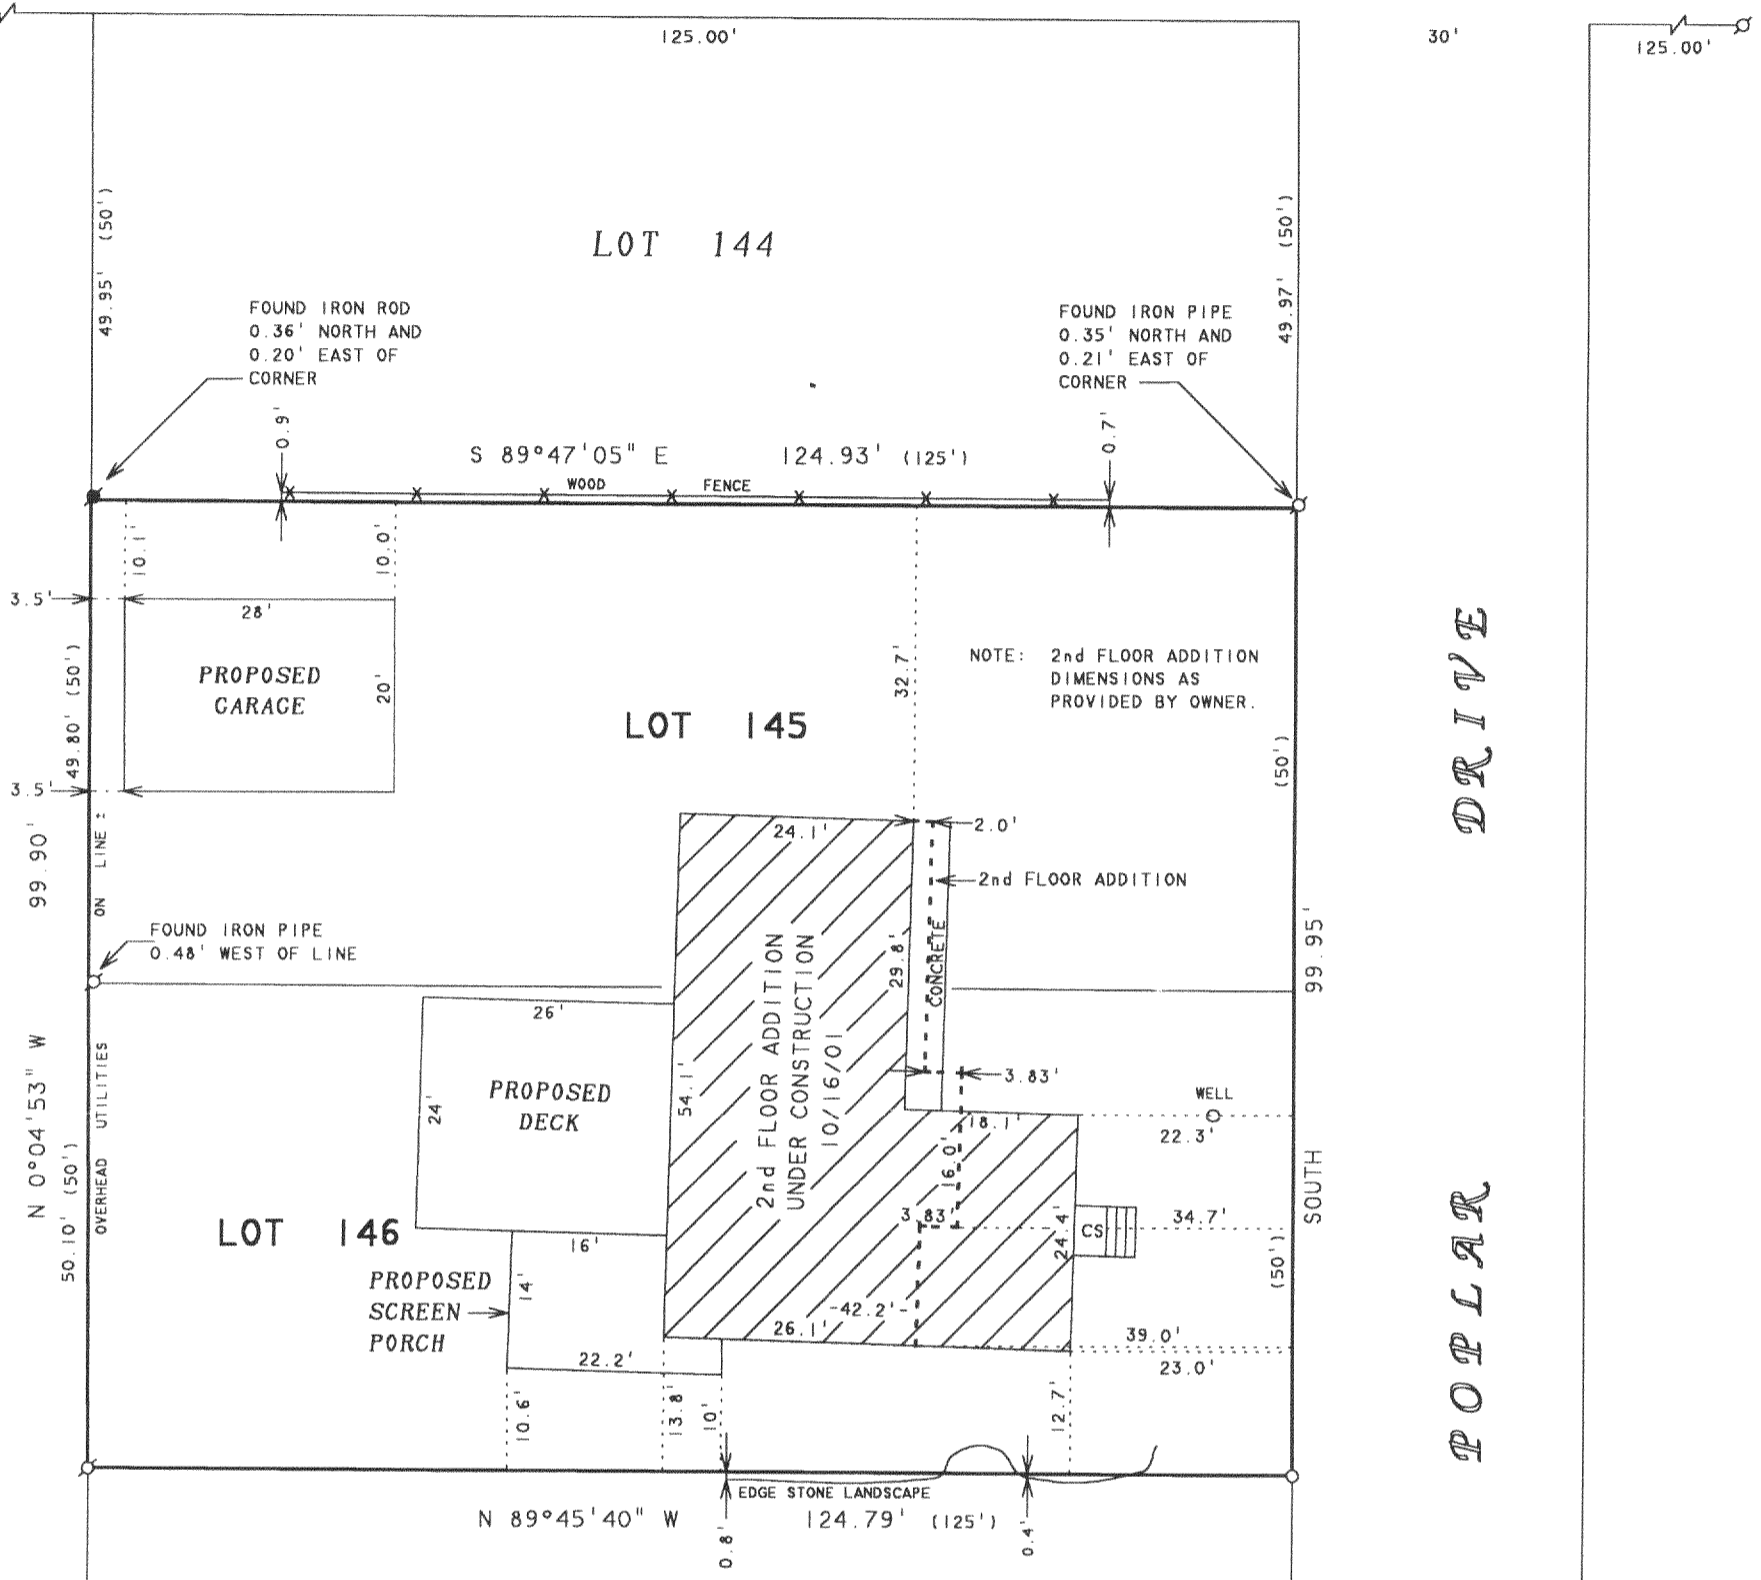 125.00'
30'
125.00'
49.95' (50')
49.97' (50')
LOT 144
FOUND IRON ROD
0.36' NORTH AND
0.20' EAST OF
CORNER
FOUND IRON PIPE
0.35' NORTH AND
0.21' EAST OF
CORNER
0.9'
0.7'
S 89°47'05" E 124.93' (125')
WOOD FENCE
10.1'
10.0'
3.5'
28'
PROPOSED
GARAGE
20'
3.5'
49.80' (50')
32.7'
NOTE: 2nd FLOOR ADDITION
DIMENSIONS AS
PROVIDED BY OWNER.
LOT 145
(50')
DRIVE
24.1'
2.0'
2nd FLOOR ADDITION
99.90'
ON LINE ±
FOUND IRON PIPE
0.48' WEST OF LINE
29.8'
CONCRETE
99.95'
2nd FLOOR ADDITION
UNDER CONSTRUCTION
10/16/01
26'
PROPOSED
DECK
24'
54.1'
3.83'
WELL
22.3'
18.1'
16.0'
N 0°04'53" W
OVERHEAD UTILITIES
50.10' (50')
LOT 146
3.83'
24.4'
CS
34.7'
SOUTH
(50')
POPLAR
16'
PROPOSED
SCREEN
PORCH
14'
42.2'
26.1'
39.0'
23.0'
22.2'
10.6'
13.8'
10'
12.7'
EDGE STONE LANDSCAPE
N 89°45'40" W 124.79' (125')
0.8'
0.4'